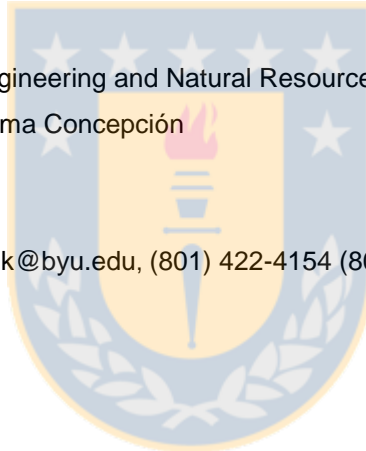 gineering and Natural Resource
ma Concepción
k@byu.edu, (801) 422-4154 (8